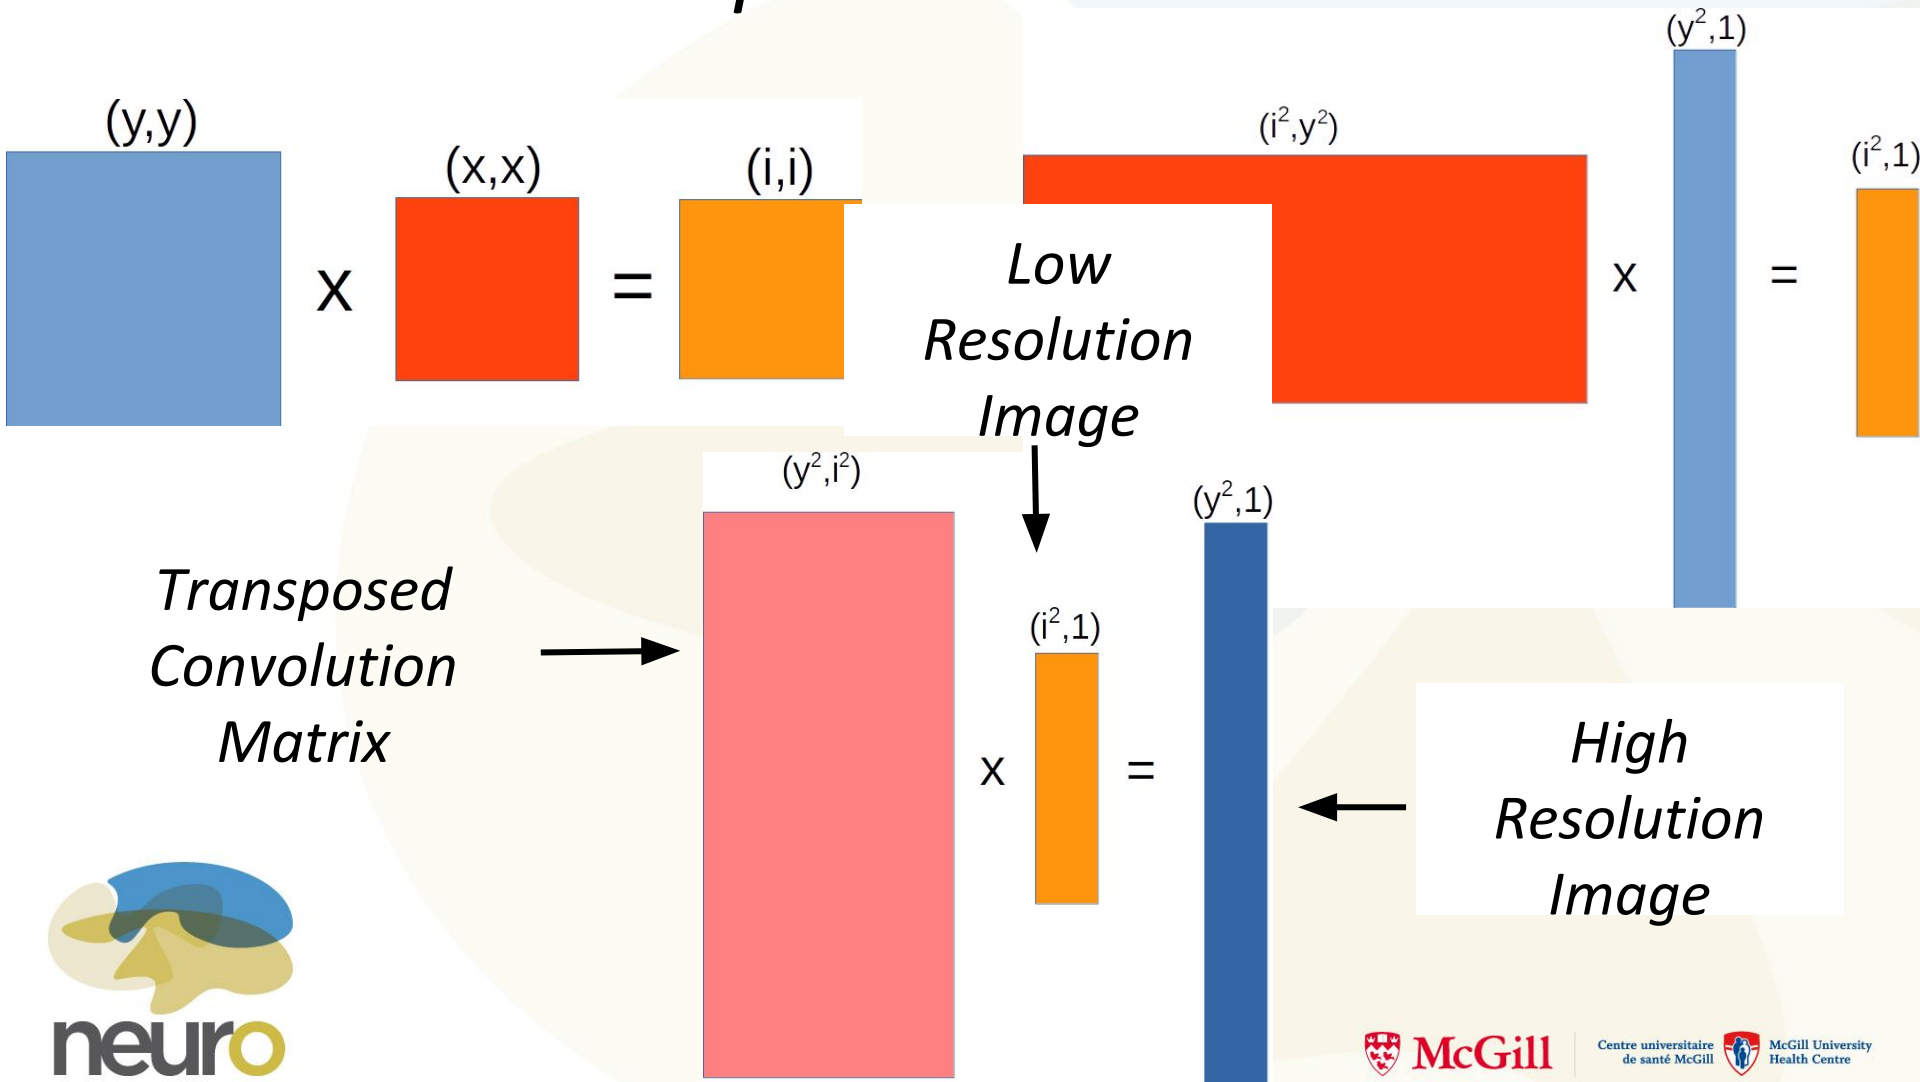 (y,y)
x
(x,x)
=
(i,i)
(i²,y²)
x
(y²,1)
=
(i²,1)
Low
Resolution
Image
Transposed
Convolution
Matrix
(y²,i²)
x
(i²,1)
=
(y²,1)
High
Resolution
Image
neuro
McGill
Centre universitaire
de santé McGill
McGill University
Health Centre